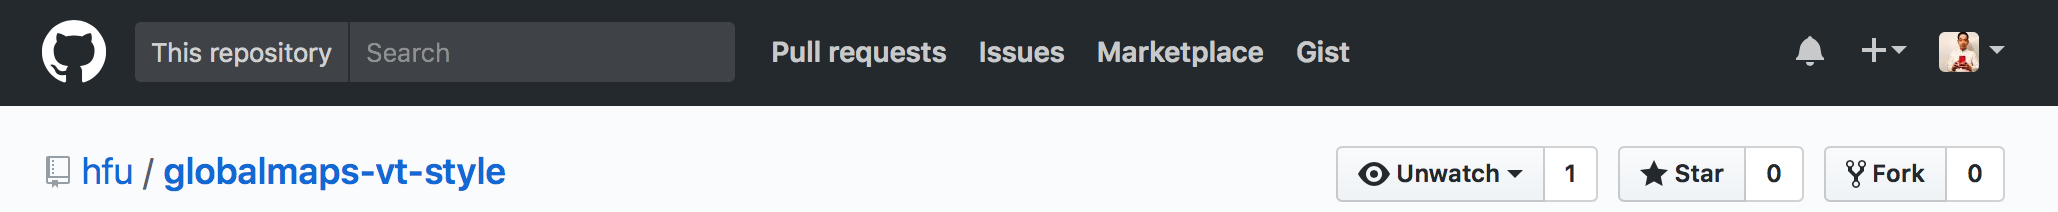 This repository Search Pull requests Issues Marketplace Gist
hfu / globalmaps-vt-style Unwatch 1 Star 0 Fork 0